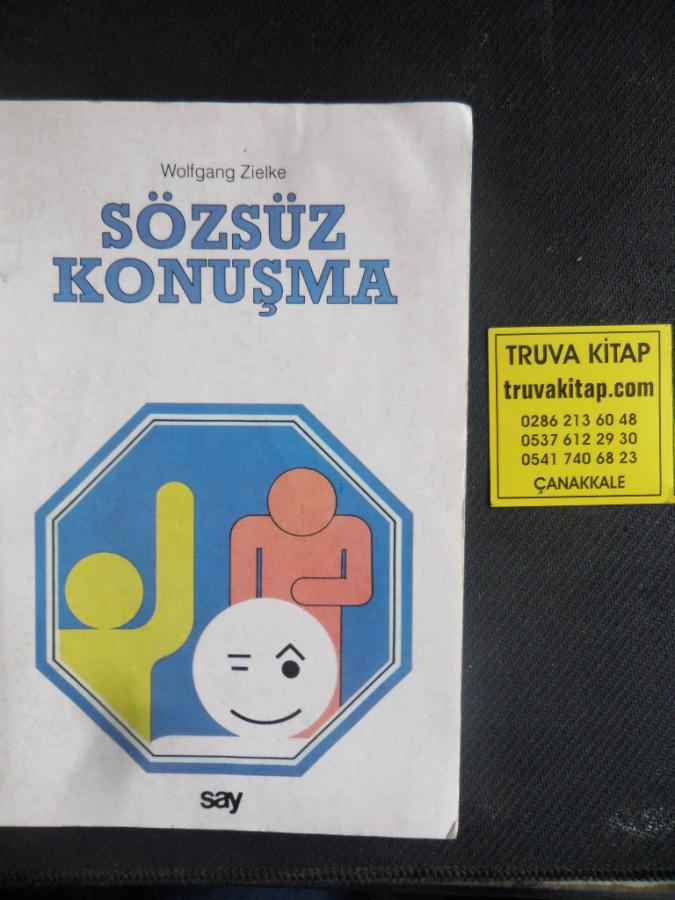 Wolfgang Zielke
SÖZSÜZ
KONUŞMA
say
TRUVA KİTAP
truvakitap.com
0286 213 60 48
0537 612 29 30
0541 740 68 23
ÇANAKKALE